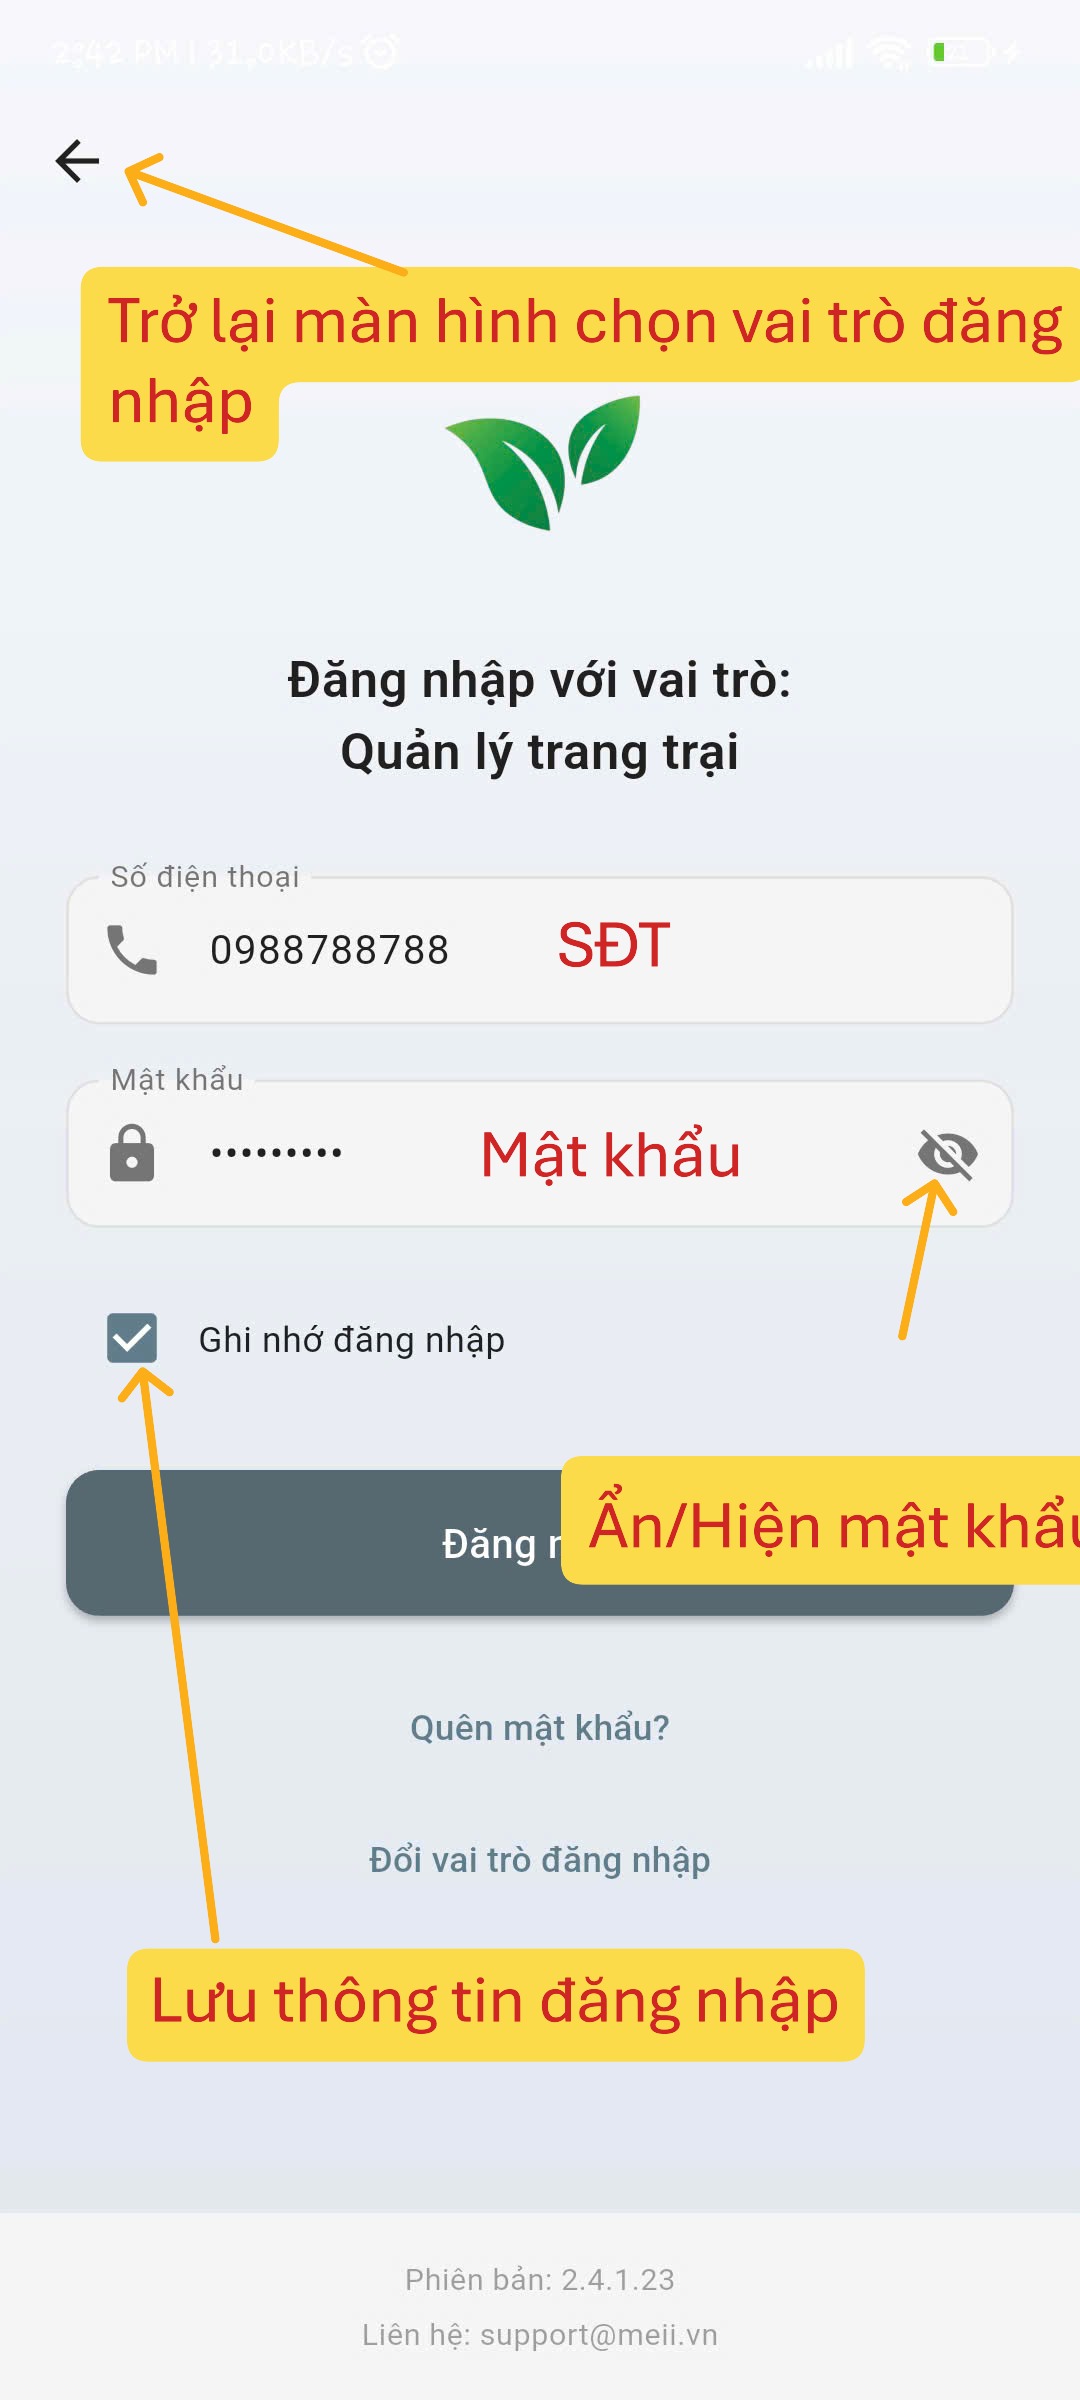 2:42 PM | 31,0KB/s
Trở lại màn hình chọn vai trò đăng
nhập
Đăng nhập với vai trò:
Quản lý trang trại
Số điện thoại
0988788788
SĐT
Mật khẩu
•••••••••
Mật khẩu
Ghi nhớ đăng nhập
Đăng
Ẩn/Hiện mật khẩu
Quên mật khẩu?
Đổi vai trò đăng nhập
Lưu thông tin đăng nhập
Phiên bản: 2.4.1.23
Liên hệ: support@meii.vn